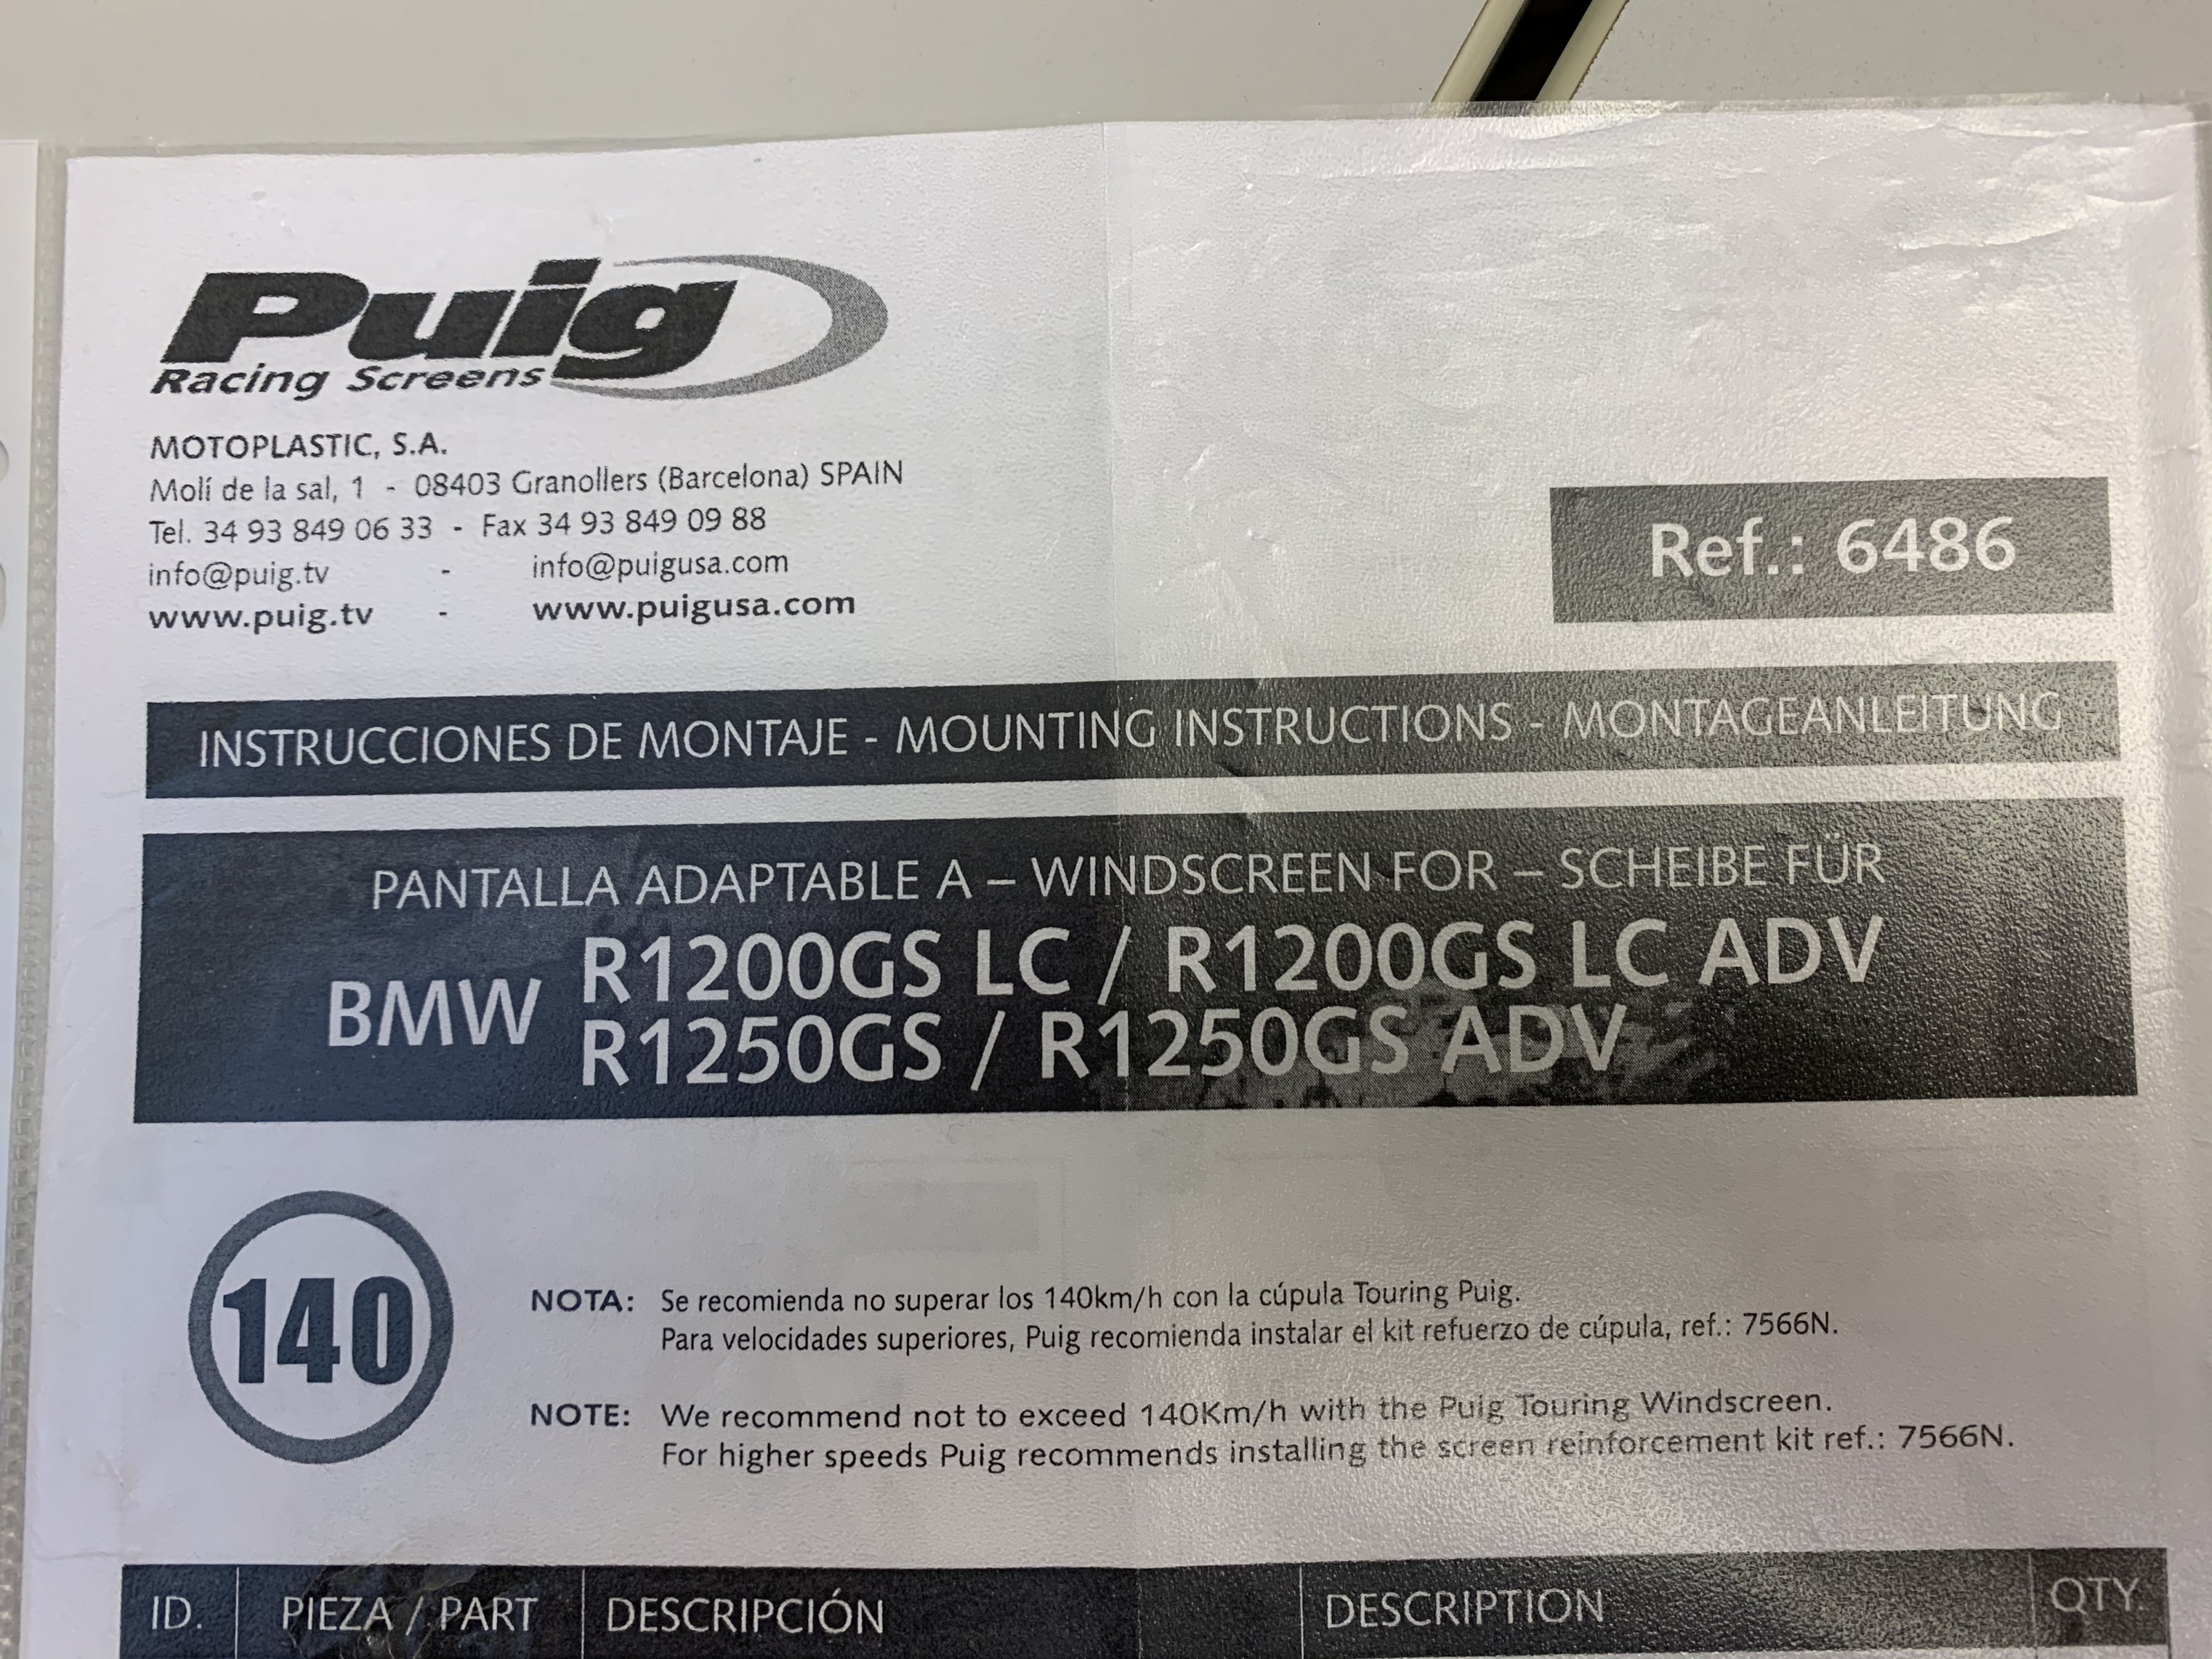 Puig
Racing Screens
MOTOPLASTIC, S.A.
Molí de la sal, 1 - 08403 Granollers (Barcelona) SPAIN
Tel. 34 93 849 06 33 - Fax 34 93 849 09 88
info@puig.tv - info@puigusa.com
www.puig.tv - www.puigusa.com
Ref.: 6486
INSTRUCCIONES DE MONTAJE - MOUNTING INSTRUCTIONS - MONTAGEANLEITUNG
PANTALLA ADAPTABLE A – WINDSCREEN FOR – SCHEIBE FÜR
BMW
R1200GS LC / R1200GS LC ADV
R1250GS / R1250GS ADV
140
NOTA: Se recomienda no superar los 140km/h con la cúpula Touring Puig.
Para velocidades superiores, Puig recomienda instalar el kit refuerzo de cúpula, ref.: 7566N.
NOTE: We recommend not to exceed 140Km/h with the Puig Touring Windscreen.
For higher speeds Puig recommends installing the screen reinforcement kit ref.: 7566N.
ID. PIEZA / PART DESCRIPCIÓN DESCRIPTION QTY.